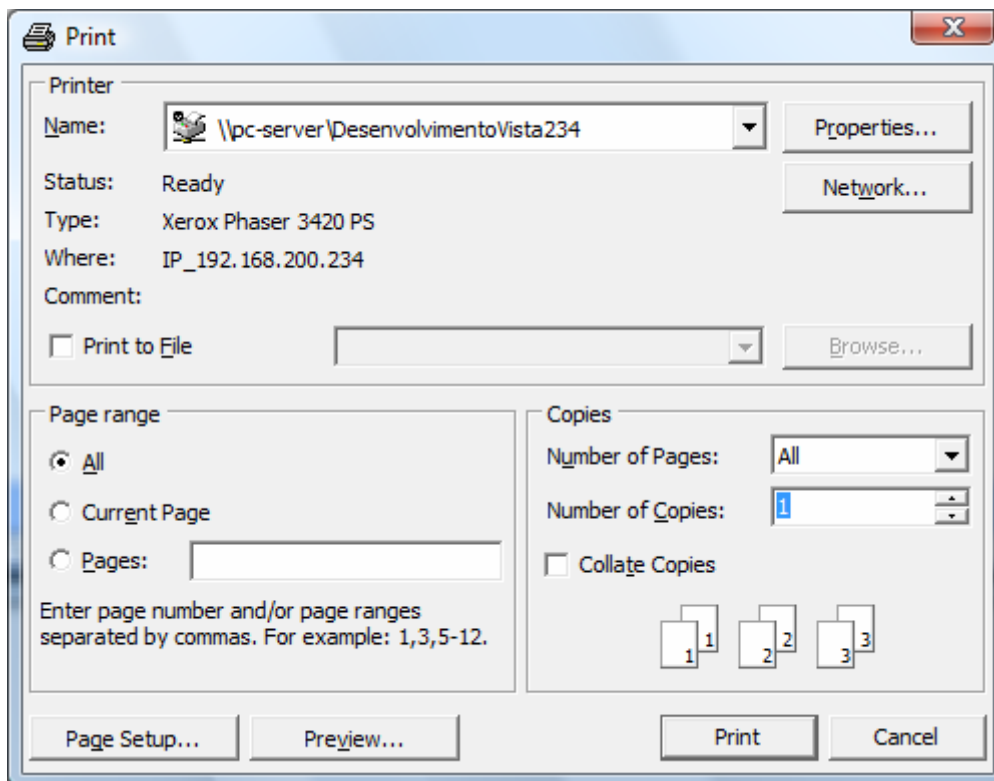 Print
Printer
Name:
\\pc-server\DesenvolvimentoVista234
Properties...
Status:
Ready
Network...
Type:
Xerox Phaser 3420 PS
Where:
IP_192.168.200.234
Comment:
Print to File
Browse...
Page range
All
Current Page
Pages:
Enter page number and/or page ranges
separated by commas. For example: 1,3,5-12.
Copies
Number of Pages:
All
Number of Copies:
1
Collate Copies
1 1 2 2 3 3
Page Setup...
Preview...
Print
Cancel